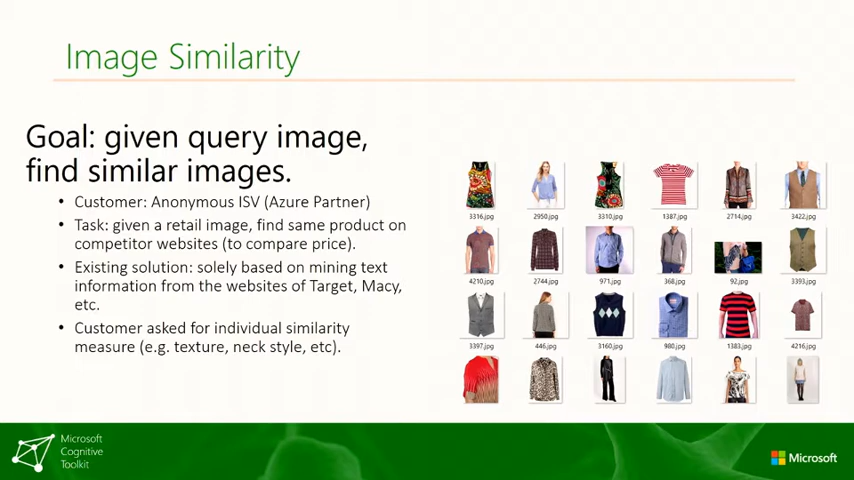 Image Similarity
Goal: given query image,
find similar images.
• Customer: Anonymous ISV (Azure Partner)
• Task: given a retail image, find same product on
competitor websites (to compare price).
• Existing solution: solely based on mining text
information from the websites of Target, Macy,
etc.
• Customer asked for individual similarity
measure (e.g. texture, neck style, etc).
3316.jpg 2950.jpg 3310.jpg 1387.jpg 2714.jpg 3422.jpg
4210.jpg 2744.jpg 971.jpg 368.jpg 92.jpg 3393.jpg
3397.jpg 446.jpg 3160.jpg 980.jpg 1383.jpg 4216.jpg
Microsoft
Cognitive
Toolkit
Microsoft